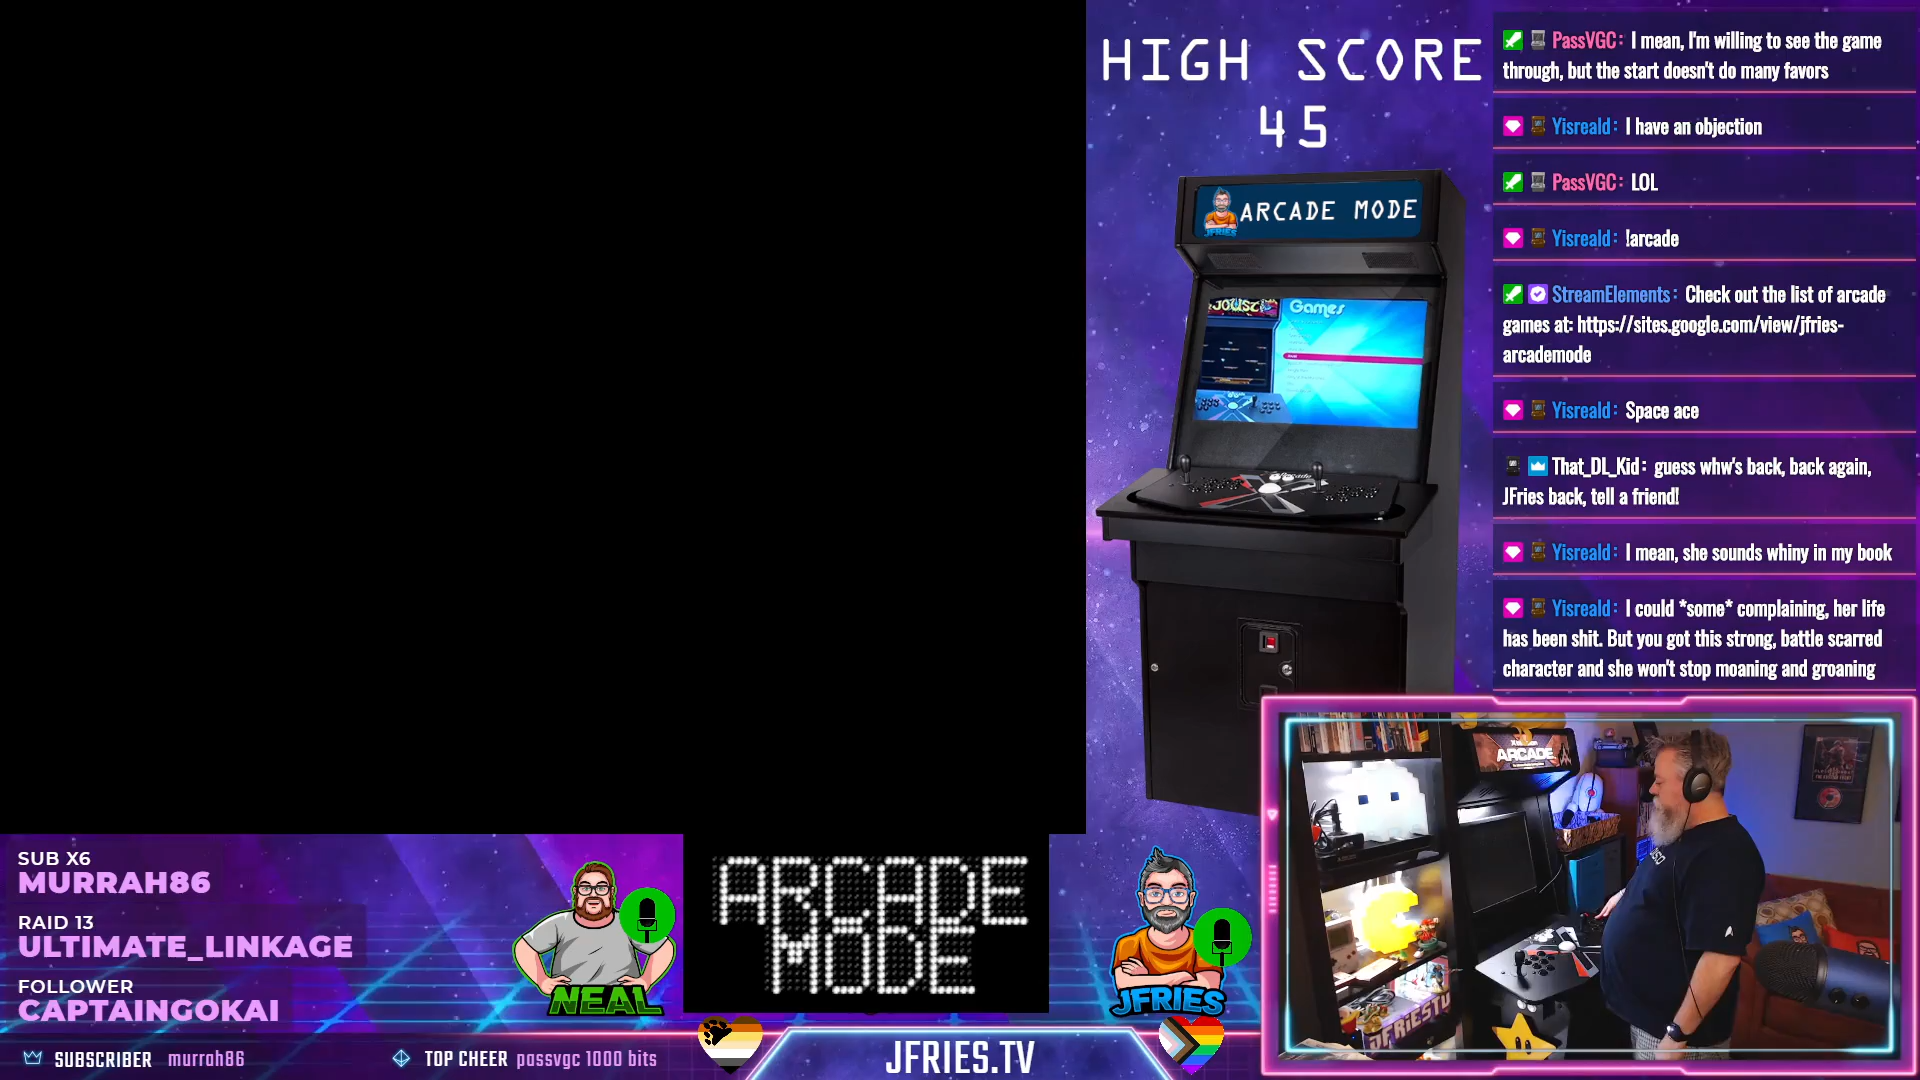 HIGH SCORE
45
ARCADE MODE
JFRIES
JOUST
Games
PassVGC: I mean, I'm willing to see the game
through, but the start doesn't do many favors
Yisreald: I have an objection
PassVGC: LOL
Yisreald: !arcade
StreamElements: Check out the list of arcade
games at: https://sites.google.com/view/jfries-
arcademode
Yisreald: Space ace
That_DL_Kid: guess whw's back, back again,
JFries back, tell a friend!
Yisreald: I mean, she sounds whiny in my book
Yisreald: I could *some* complaining, her life
has been shit. But you got this strong, battle scarred
character and she won't stop moaning and groaning
ARCADE
JFRIESTV
SUB X6
MURRAH86
RAID 13
ULTIMATE_LINKAGE
FOLLOWER
CAPTAINGOKAI
NEAL
ARCADE
MODE
JFRIES
SUBSCRIBER murrah86
TOP CHEER passvgc 1000 bits
JFRIES.TV